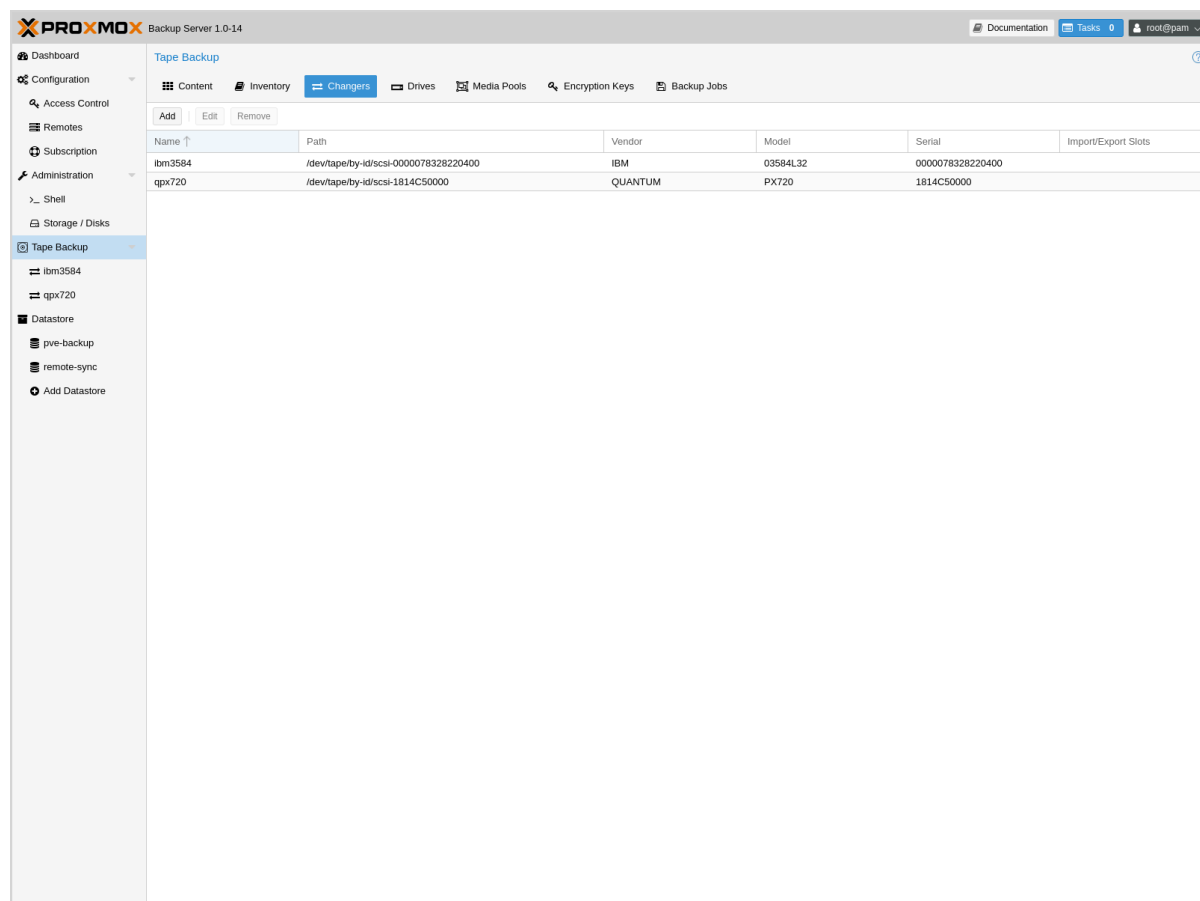 PROXMOX Backup Server 1.0-14 Documentation Tasks 0 root@pam
Dashboard
Configuration
Access Control
Remotes
Subscription
Administration
>_ Shell
Storage / Disks
Tape Backup
ibm3584
qpx720
Datastore
pve-backup
remote-sync
Add Datastore
Tape Backup ?
Content Inventory Changers Drives Media Pools Encryption Keys Backup Jobs
Add Edit Remove
Name Path Vendor Model Serial Import/Export Slots
ibm3584 /dev/tape/by-id/scsi-0000078328220400 IBM 03584L32 0000078328220400
qpx720 /dev/tape/by-id/scsi-1814C50000 QUANTUM PX720 1814C50000